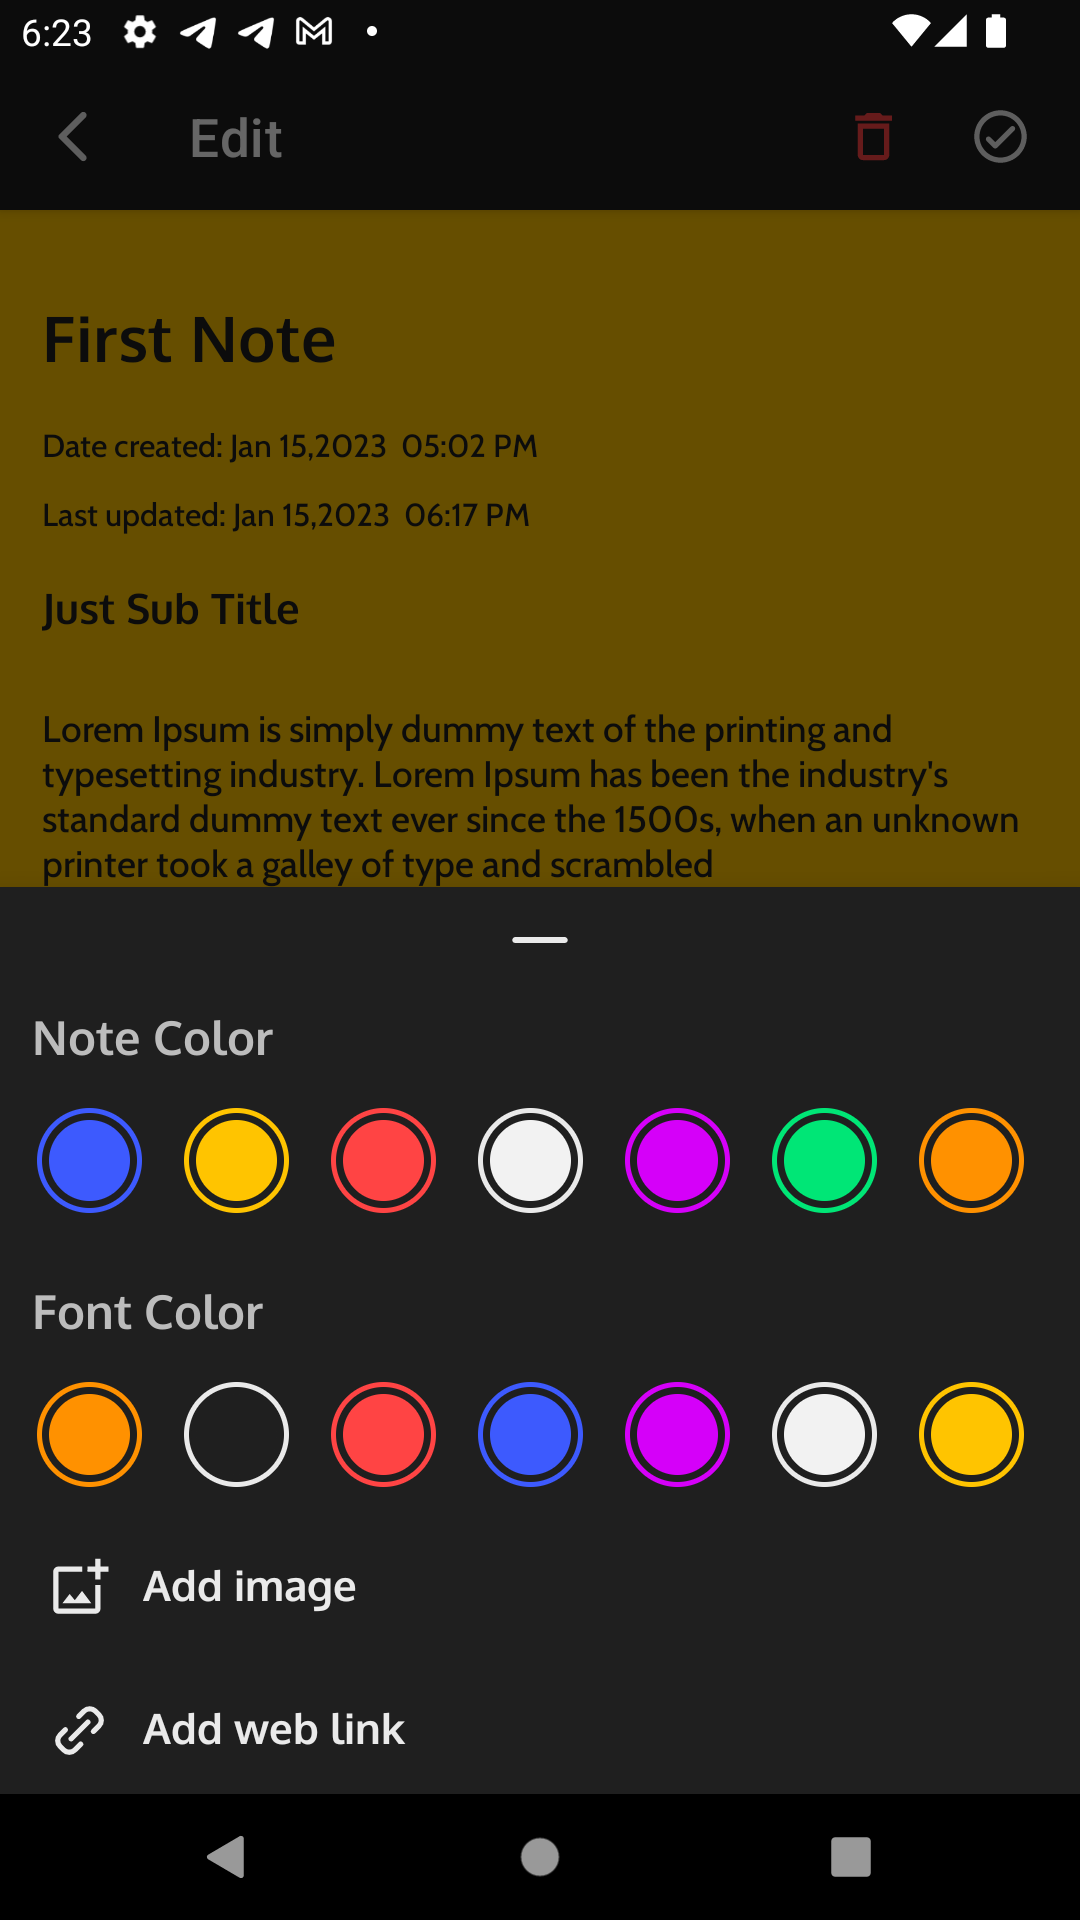 6:23
Edit
First Note
Date created: Jan 15,2023  05:02 PM
Last updated: Jan 15,2023  06:17 PM
Just Sub Title
Lorem Ipsum is simply dummy text of the printing and
typesetting industry. Lorem Ipsum has been the industry's
standard dummy text ever since the 1500s, when an unknown
printer took a galley of type and scrambled
Note Color
Font Color
Add image
Add web link